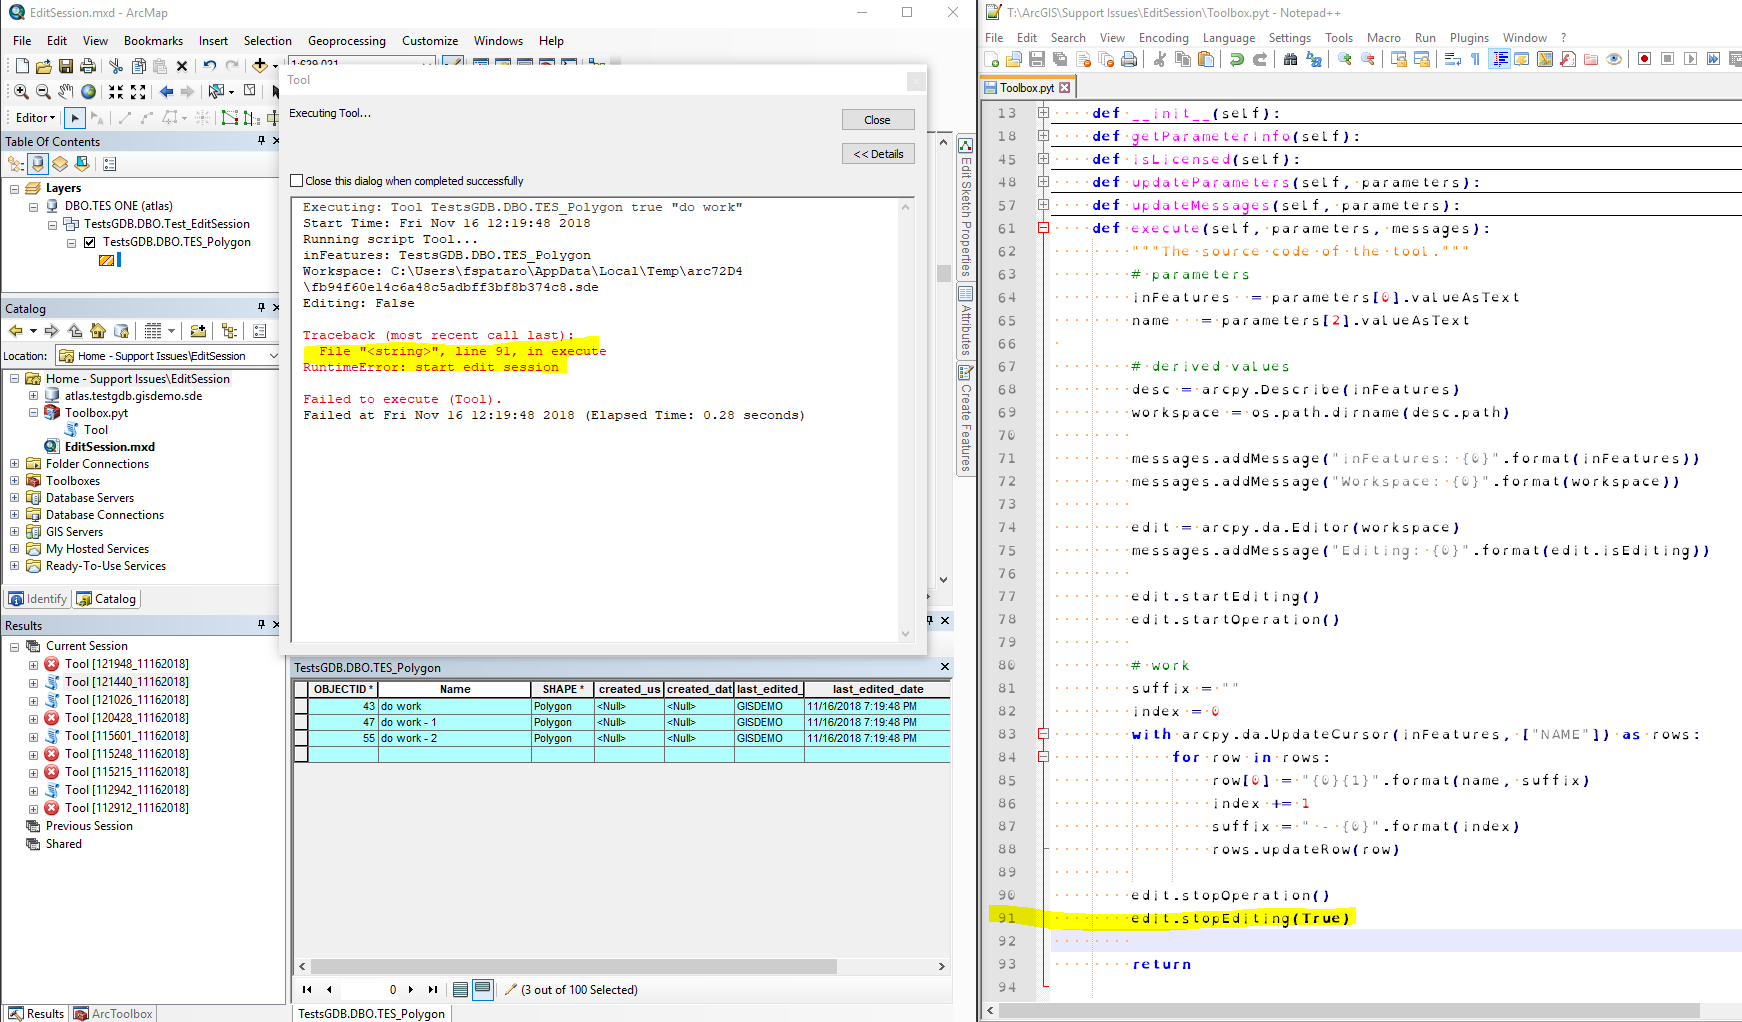 EditSession.mxd - ArcMap
File Edit View Bookmarks Insert Selection Geoprocessing Customize Windows Help
Editor
Table Of Contents
Layers
DBO.TES ONE (atlas)
TestsGDB.DBO.Test_EditSession
TestsGDB.DBO.TES_Polygon
Catalog
Location: Home - Support Issues\EditSession
Home - Support Issues\EditSession
atlas.testgdb.gisdemo.sde
Toolbox.pyt
Tool
EditSession.mxd
Folder Connections
Toolboxes
Database Servers
Database Connections
GIS Servers
My Hosted Services
Ready-To-Use Services
Identify Catalog
Results
Current Session
Tool [121948_11162018]
Tool [121440_11162018]
Tool [121026_11162018]
Tool [120428_11162018]
Tool [115601_11162018]
Tool [115248_11162018]
Tool [115215_11162018]
Tool [112942_11162018]
Tool [112912_11162018]
Previous Session
Shared
Results ArcToolbox
Tool
Executing Tool...
Close
<< Details
Close this dialog when completed successfully
Executing: Tool TestsGDB.DBO.TES_Polygon true "do work"
Start Time: Fri Nov 16 12:19:48 2018
Running script Tool...
inFeatures: TestsGDB.DBO.TES_Polygon
Workspace: C:\Users\fspataro\AppData\Local\Temp\arc72D4
\fb94f60e14c6a48c5adbff3bf8b374c8.sde
Editing: False
Traceback (most recent call last):
File "<string>", line 91, in execute
RuntimeError: start edit session
Failed to execute (Tool).
Failed at Fri Nov 16 12:19:48 2018 (Elapsed Time: 0.28 seconds)
Edit Sketch Properties
Attributes
Create Features
TestsGDB.DBO.TES_Polygon
OBJECTID * Name SHAPE * created_us created_dat last_edited_ last_edited_date
43 do work Polygon <Null> <Null> GISDEMO 11/16/2018 7:19:48 PM
47 do work - 1 Polygon <Null> <Null> GISDEMO 11/16/2018 7:19:48 PM
55 do work - 2 Polygon <Null> <Null> GISDEMO 11/16/2018 7:19:48 PM
0 (3 out of 100 Selected)
TestsGDB.DBO.TES_Polygon
T:\ArcGIS\Support Issues\EditSession\Toolbox.pyt - Notepad++
File Edit Search View Encoding Language Settings Tools Macro Run Plugins Window ?
Toolbox.pyt
13 def __init__(self):
18 def getParameterInfo(self):
45 def isLicensed(self):
48 def updateParameters(self, parameters):
57 def updateMessages(self, parameters):
61 def execute(self, parameters, messages):
62 """The source code of the tool."""
63 # parameters
64 inFeatures = parameters[0].valueAsText
65 name = parameters[2].valueAsText
66
67 # derived values
68 desc = arcpy.Describe(inFeatures)
69 workspace = os.path.dirname(desc.path)
70
71 messages.addMessage("inFeatures: {0}".format(inFeatures))
72 messages.addMessage("Workspace: {0}".format(workspace))
73
74 edit = arcpy.da.Editor(workspace)
75 messages.addMessage("Editing: {0}".format(edit.isEditing))
76
77 edit.startEditing()
78 edit.startOperation()
79
80 # work
81 suffix = ""
82 index = 0
83 with arcpy.da.UpdateCursor(inFeatures, ["NAME"]) as rows:
84 for row in rows:
85 row[0] = "{0}{1}".format(name, suffix)
86 index += 1
87 suffix = " - {0}".format(index)
88 rows.updateRow(row)
89
90 edit.stopOperation()
91 edit.stopEditing(True)
92
93 return
94